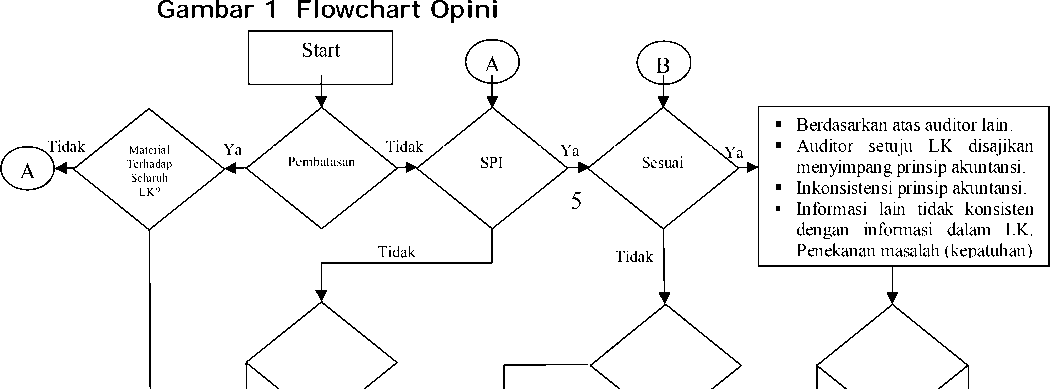 Gambar 1 Flowchart Opini
Start
A
B
Material
Terhadap
Seluruh
LK?
Tidak
A
Ya
Pembatasan
Tidak
SPI
Ya
5
Sesuai
Ya
▪ Berdasarkan atas auditor lain.
▪ Auditor setuju LK disajikan
menyimpang prinsip akuntansi.
▪ Inkonsistensi prinsip akuntansi.
▪ Informasi lain tidak konsisten
dengan informasi dalam LK.
Penekanan masalah (kepatuhan)
Tidak
Tidak